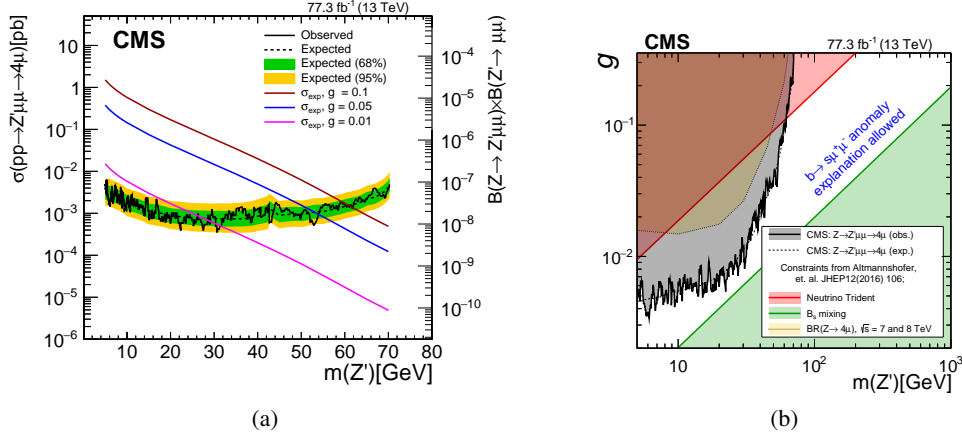 77.3 fb⁻¹ (13 TeV)
CMS
σ(pp→Z'μμ→4μ)[pb]
B(Z→ Z'μμ)×B(Z'→ μμ)
Observed
Expected
Expected (68%)
Expected (95%)
σexp, g = 0.1
σexp, g = 0.05
σexp, g = 0.01
10
1
10⁻¹
10⁻²
10⁻³
10⁻⁴
10⁻⁵
10⁻⁶
10⁻⁴
10⁻⁵
10⁻⁶
10⁻⁷
10⁻⁸
10⁻⁹
10⁻¹⁰
0 10 20 30 40 50 60 70 80
m(Z')[GeV]
(a)
CMS
77.3 fb⁻¹ (13 TeV)
g
10⁻¹
10⁻²
b→ sμ⁺μ⁻ anomaly
explanation allowed
CMS: Z→Z'μμ→4μ (obs.)
CMS: Z→Z'μμ→4μ (exp.)
Constraints from Altmannshofer,
et. al. JHEP12(2016) 106;
Neutrino Trident
Bₛ mixing
BR(Z→ 4μ), √s = 7 and 8 TeV
10 10² 10³
m(Z')[GeV]
(b)